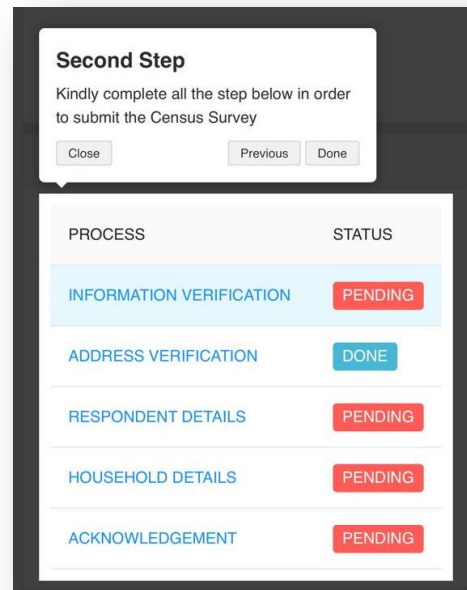 Second Step
Kindly complete all the step below in order
to submit the Census Survey
Close Previous Done
PROCESS STATUS
INFORMATION VERIFICATION PENDING
ADDRESS VERIFICATION DONE
RESPONDENT DETAILS PENDING
HOUSEHOLD DETAILS PENDING
ACKNOWLEDGEMENT PENDING